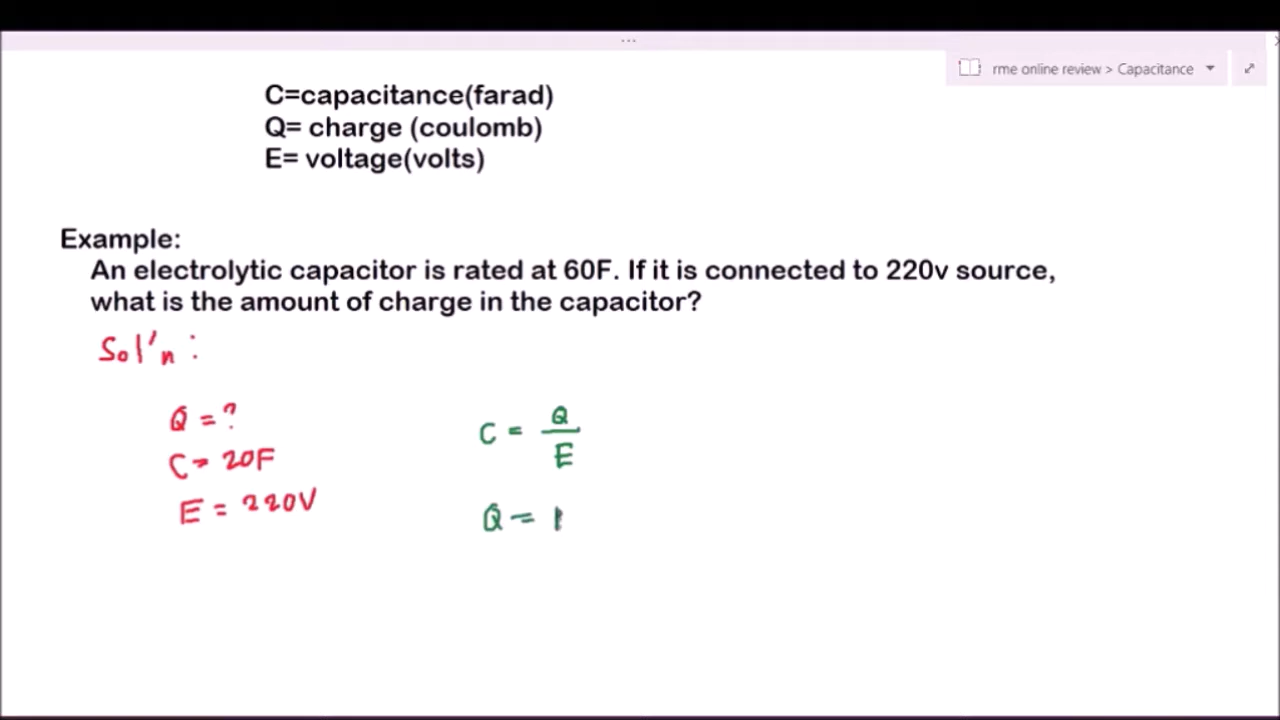 rme online review > Capacitance
C=capacitance(farad)
Q= charge (coulomb)
E= voltage(volts)
Example:
An electrolytic capacitor is rated at 60F. If it is connected to 220v source,
what is the amount of charge in the capacitor?
Sol'n :
Q = ?
C = 20F
E = 220V
C = Q
E
Q =